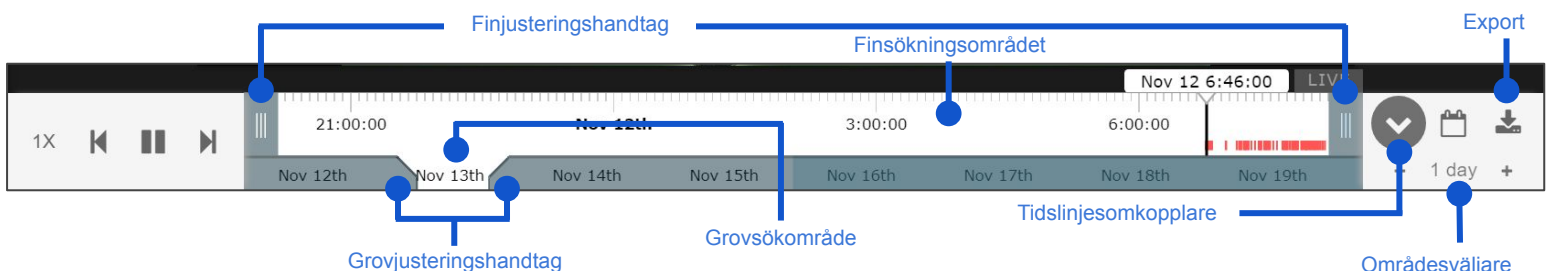 Finjusteringshandtag
Export
Finsökningsområdet
Nov 12 6:46:00 LIVE
1X 21:00:00 Nov 12th 3:00:00 6:00:00
Nov 12th Nov 13th Nov 14th Nov 15th Nov 16th Nov 17th Nov 18th Nov 19th - 1 day +
Tidslinjesomkopplare
Grovsökområde
Grovjusteringshandtag
Områdesväljare